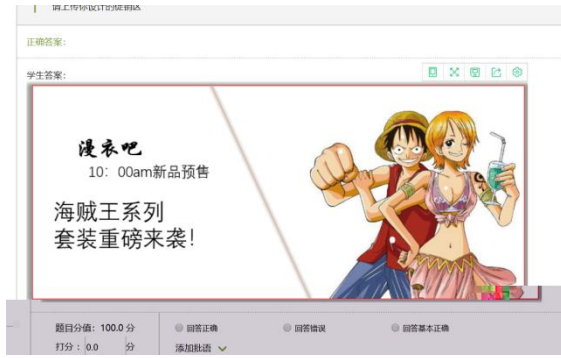 请上传你设计的促销区
正确答案:
学生答案:
漫衣吧
10：00am新品预售
海贼王系列
套装重磅来袭!
题目分值: 100.0 分
回答正确
回答错误
回答基本正确
打分: 0.0 分
添加批语